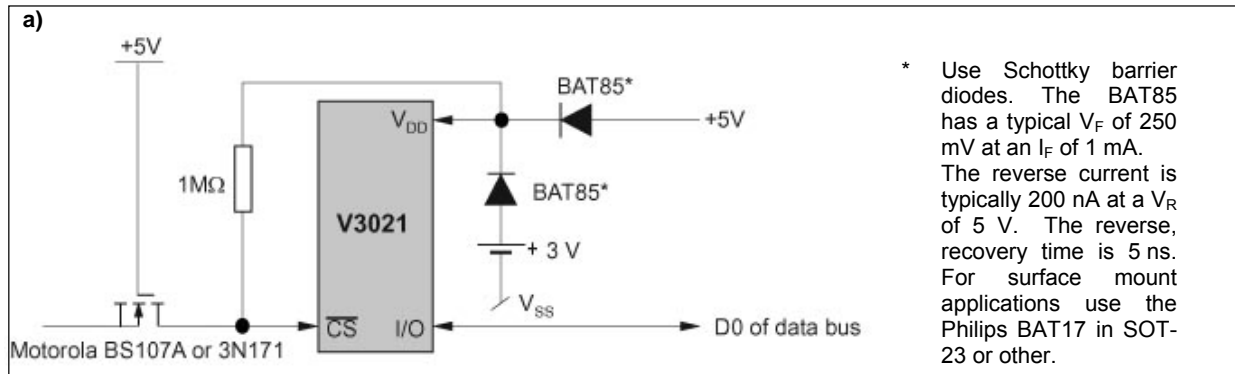 a)
+5V
BAT85*
VDD
+5V
1MΩ
BAT85*
V3021
+ 3 V
VSS
CS I/O
D0 of data bus
Motorola BS107A or 3N171
* Use Schottky barrier
diodes. The BAT85
has a typical VF of 250
mV at an IF of 1 mA.
The reverse current is
typically 200 nA at a VR
of 5 V. The reverse,
recovery time is 5 ns.
For surface mount
applications use the
Philips BAT17 in SOT-
23 or other.